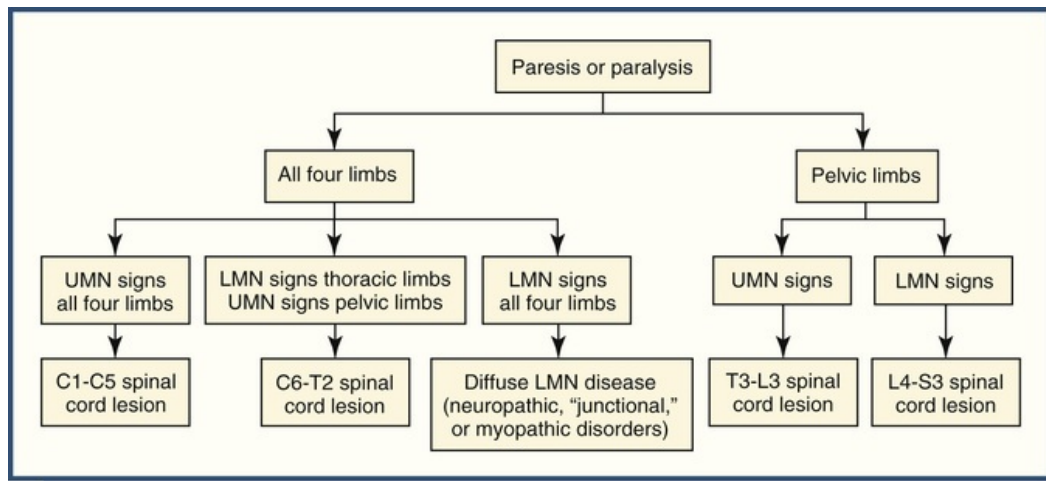 Paresis or paralysis
All four limbs
Pelvic limbs
UMN signs
all four limbs
LMN signs thoracic limbs
UMN signs pelvic limbs
LMN signs
all four limbs
UMN signs
LMN signs
C1-C5 spinal
cord lesion
C6-T2 spinal
cord lesion
Diffuse LMN disease
(neuropathic, “junctional,”
or myopathic disorders)
T3-L3 spinal
cord lesion
L4-S3 spinal
cord lesion